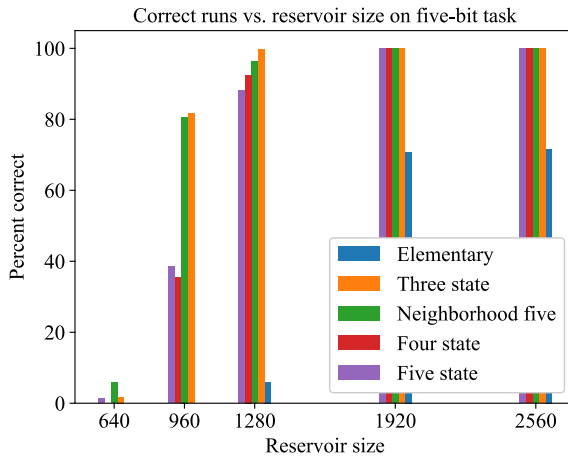 Correct runs vs. reservoir size on five-bit task
Percent correct
100
80
60
40
20
0
Elementary
Three state
Neighborhood five
Four state
Five state
640
960
1280
1920
2560
Reservoir size